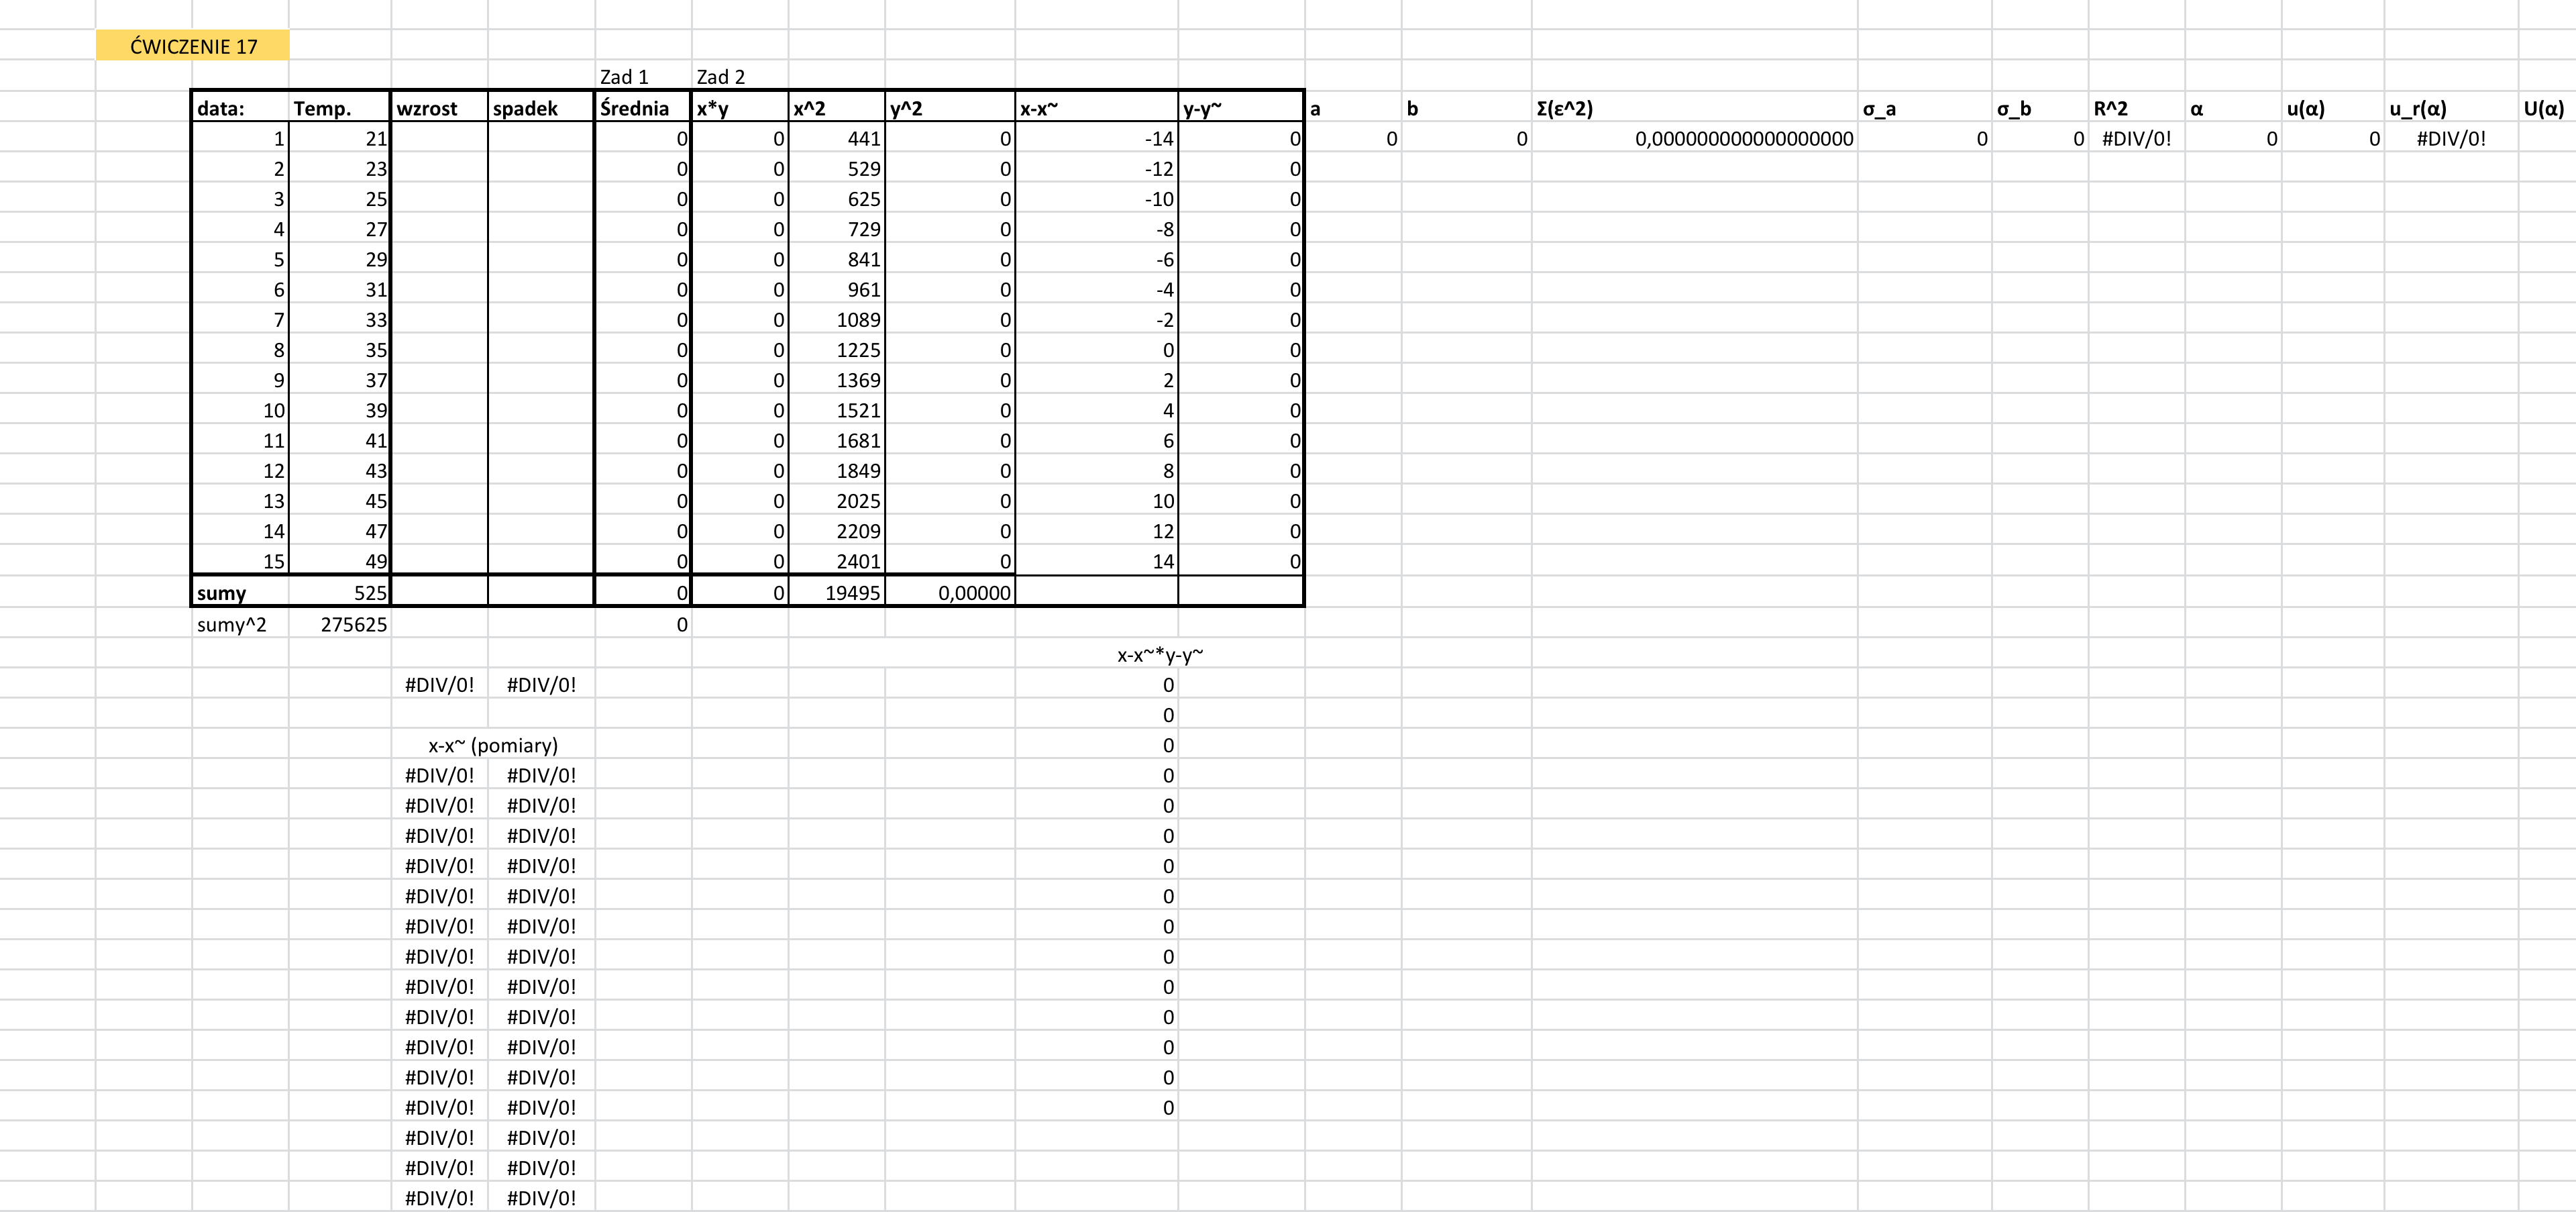 ĆWICZENIE 17
Zad 1 Zad 2
data: Temp. wzrost spadek Średnia x*y x^2 y^2 x-x~ y-y~ a b Σ(ε^2) σ_a σ_b R^2 α u(α) u_r(α) U(α)
1 21 0 0 441 0 -14 0 0 0 0,000000000000000000 0 0 #DIV/0! 0 0 #DIV/0!
2 23 0 0 529 0 -12 0
3 25 0 0 625 0 -10 0
4 27 0 0 729 0 -8 0
5 29 0 0 841 0 -6 0
6 31 0 0 961 0 -4 0
7 33 0 0 1089 0 -2 0
8 35 0 0 1225 0 0 0
9 37 0 0 1369 0 2 0
10 39 0 0 1521 0 4 0
11 41 0 0 1681 0 6 0
12 43 0 0 1849 0 8 0
13 45 0 0 2025 0 10 0
14 47 0 0 2209 0 12 0
15 49 0 0 2401 0 14 0
sumy 525 0 0 19495 0,00000
sumy^2 275625 0
x-x~*y-y~
#DIV/0! #DIV/0! 0
0
x-x~ (pomiary) 0
#DIV/0! #DIV/0! 0
#DIV/0! #DIV/0! 0
#DIV/0! #DIV/0! 0
#DIV/0! #DIV/0! 0
#DIV/0! #DIV/0! 0
#DIV/0! #DIV/0! 0
#DIV/0! #DIV/0! 0
#DIV/0! #DIV/0! 0
#DIV/0! #DIV/0! 0
#DIV/0! #DIV/0! 0
#DIV/0! #DIV/0! 0
#DIV/0! #DIV/0! 0
#DIV/0! #DIV/0!
#DIV/0! #DIV/0!
#DIV/0! #DIV/0!